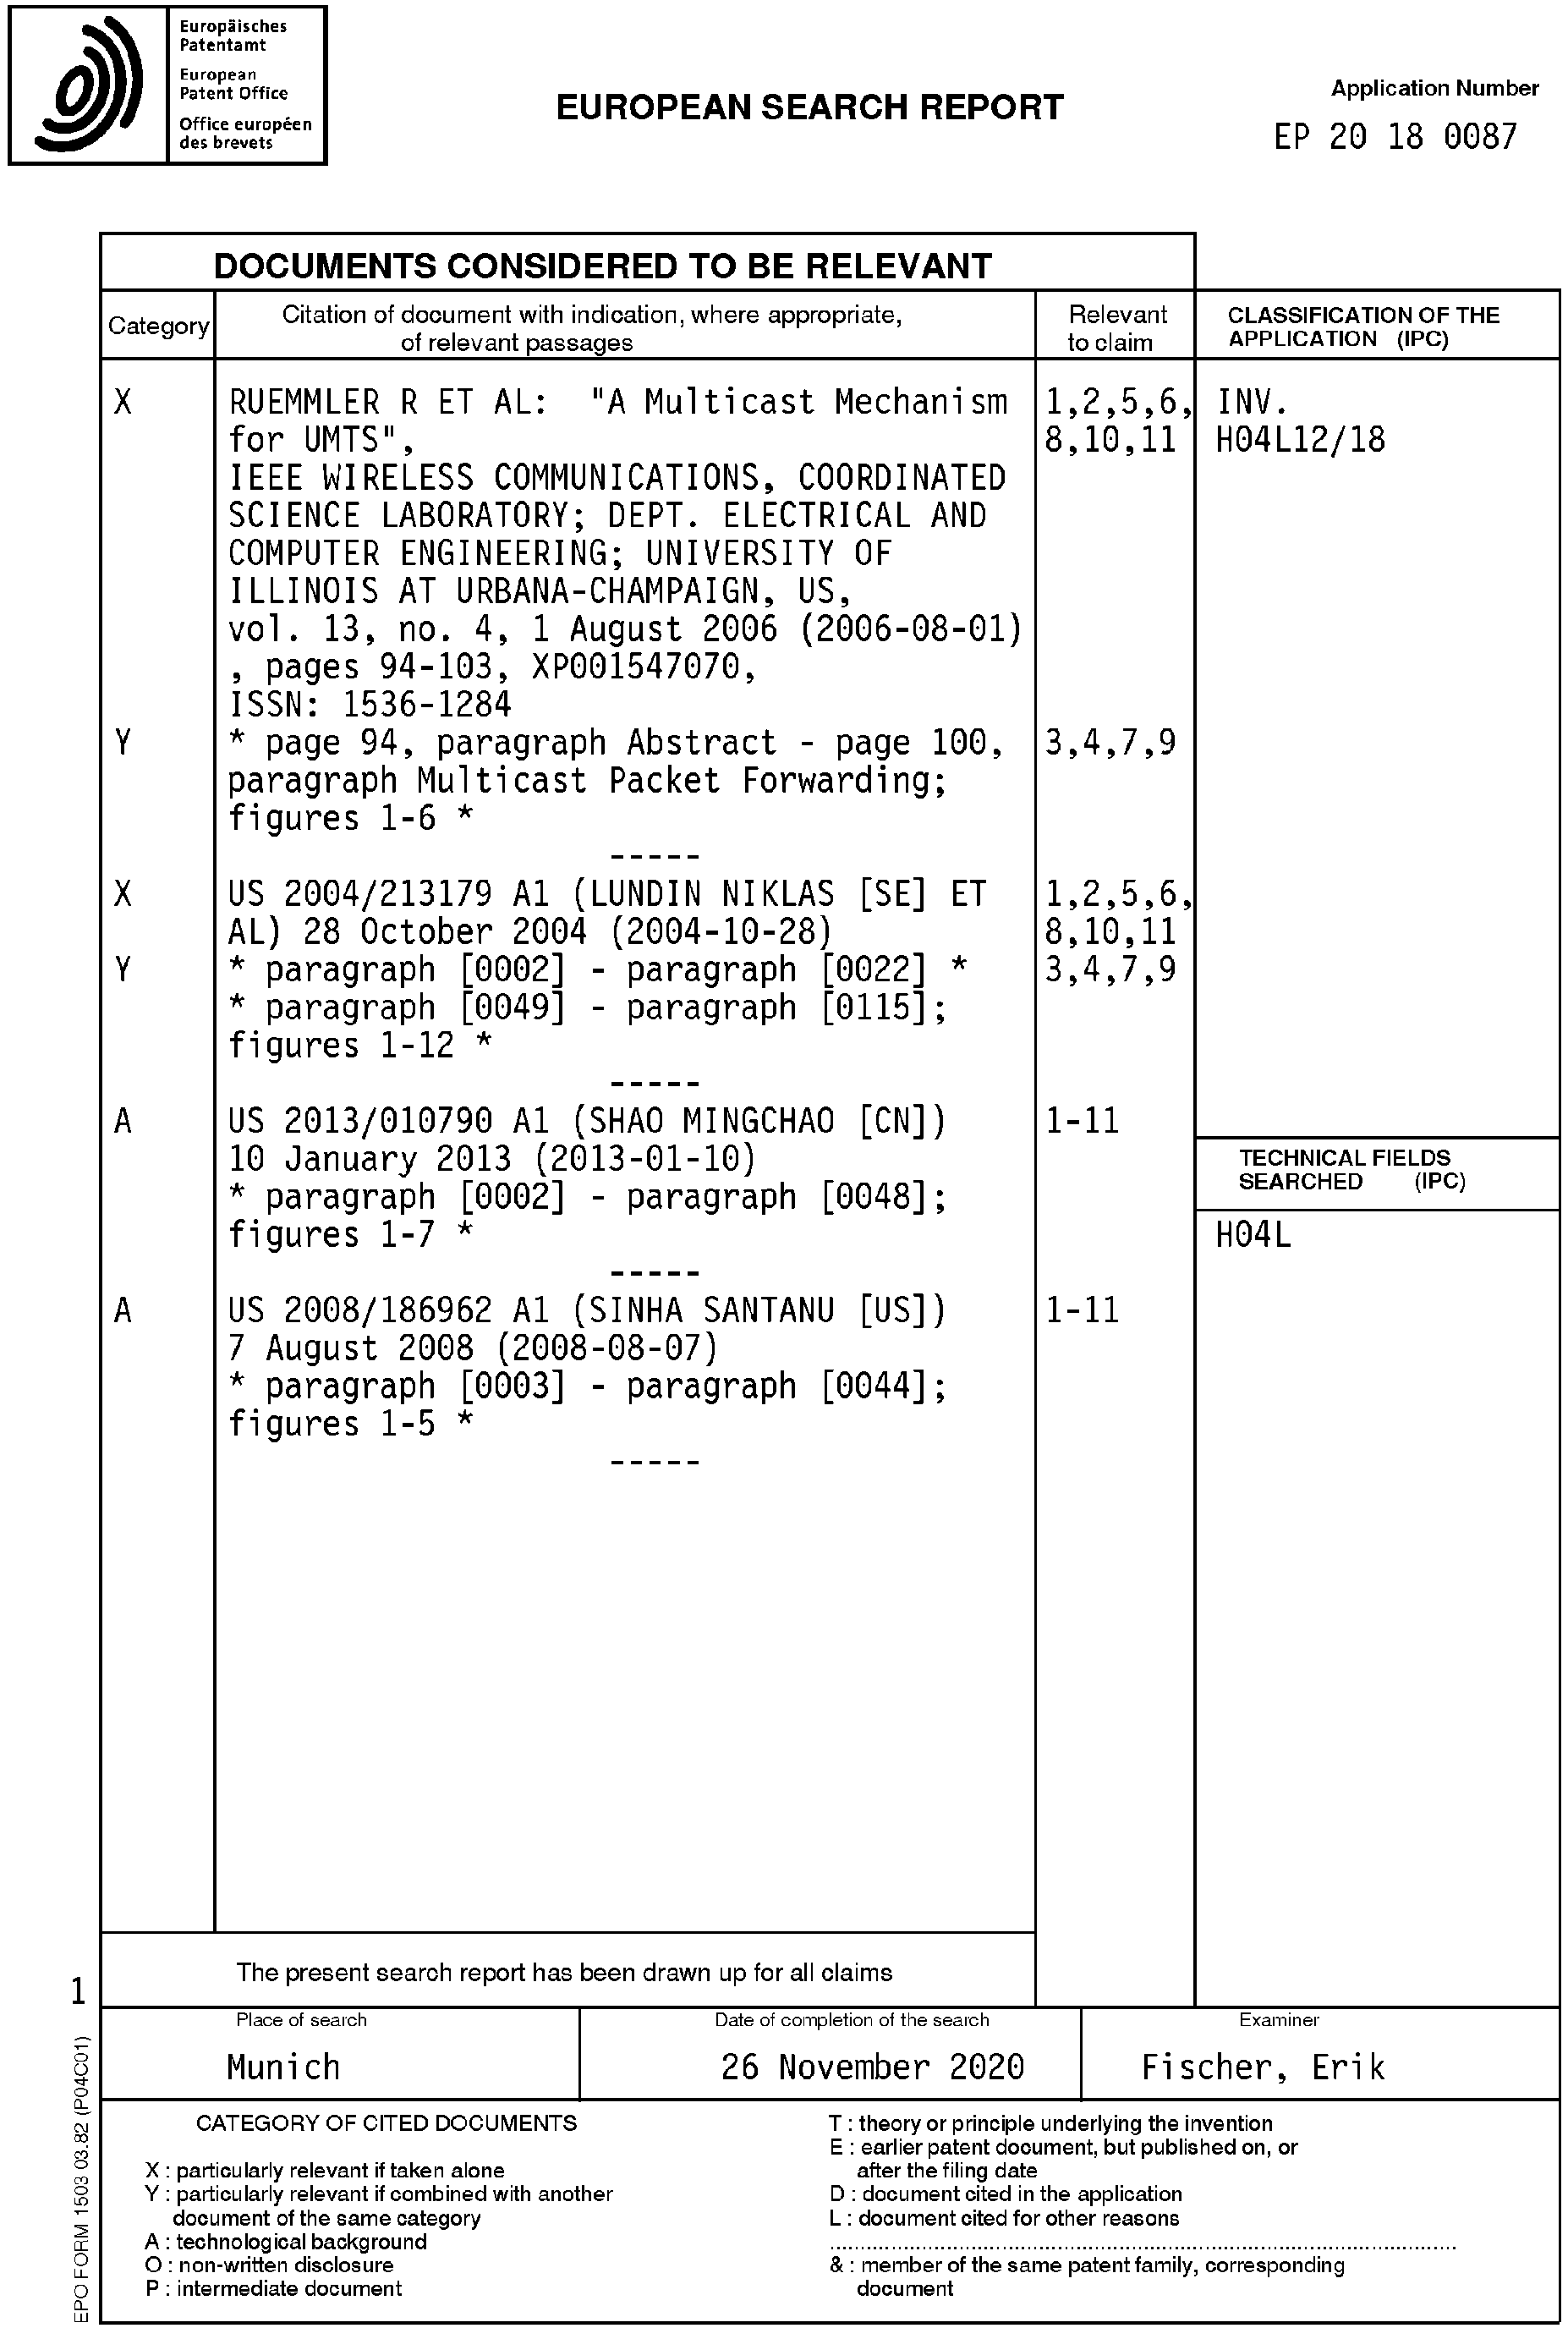 Europäisches
Patentamt
European
Patent Office
Office européen
des brevets
EUROPEAN SEARCH REPORT
Application Number
EP 20 18 0087
DOCUMENTS CONSIDERED TO BE RELEVANT
Category
Citation of document with indication, where appropriate,
of relevant passages
Relevant
to claim
CLASSIFICATION OF THE
APPLICATION (IPC)
X
RUEMMLER R ET AL: "A Multicast Mechanism
for UMTS",
IEEE WIRELESS COMMUNICATIONS, COORDINATED
SCIENCE LABORATORY; DEPT. ELECTRICAL AND
COMPUTER ENGINEERING; UNIVERSITY OF
ILLINOIS AT URBANA-CHAMPAIGN, US,
vol. 13, no. 4, 1 August 2006 (2006-08-01)
, pages 94-103, XP001547070,
ISSN: 1536-1284
1,2,5,6,
8,10,11
INV.
H04L12/18
Y
* page 94, paragraph Abstract - page 100,
paragraph Multicast Packet Forwarding;
figures 1-6 *
3,4,7,9
-----
X
US 2004/213179 A1 (LUNDIN NIKLAS [SE] ET
AL) 28 October 2004 (2004-10-28)
1,2,5,6,
8,10,11
Y
* paragraph [0002] - paragraph [0022] *
* paragraph [0049] - paragraph [0115];
figures 1-12 *
3,4,7,9
-----
A
US 2013/010790 A1 (SHAO MINGCHAO [CN])
10 January 2013 (2013-01-10)
* paragraph [0002] - paragraph [0048];
figures 1-7 *
1-11
-----
TECHNICAL FIELDS
SEARCHED (IPC)
H04L
A
US 2008/186962 A1 (SINHA SANTANU [US])
7 August 2008 (2008-08-07)
* paragraph [0003] - paragraph [0044];
figures 1-5 *
1-11
-----
The present search report has been drawn up for all claims
1
Place of search
Munich
Date of completion of the search
26 November 2020
Examiner
Fischer, Erik
CATEGORY OF CITED DOCUMENTS
X : particularly relevant if taken alone
Y : particularly relevant if combined with another
document of the same category
A : technological background
O : non-written disclosure
P : intermediate document
T : theory or principle underlying the invention
E : earlier patent document, but published on, or
after the filing date
D : document cited in the application
L : document cited for other reasons
& : member of the same patent family, corresponding
document
EPO FORM 1503 03.82 (P04C01)